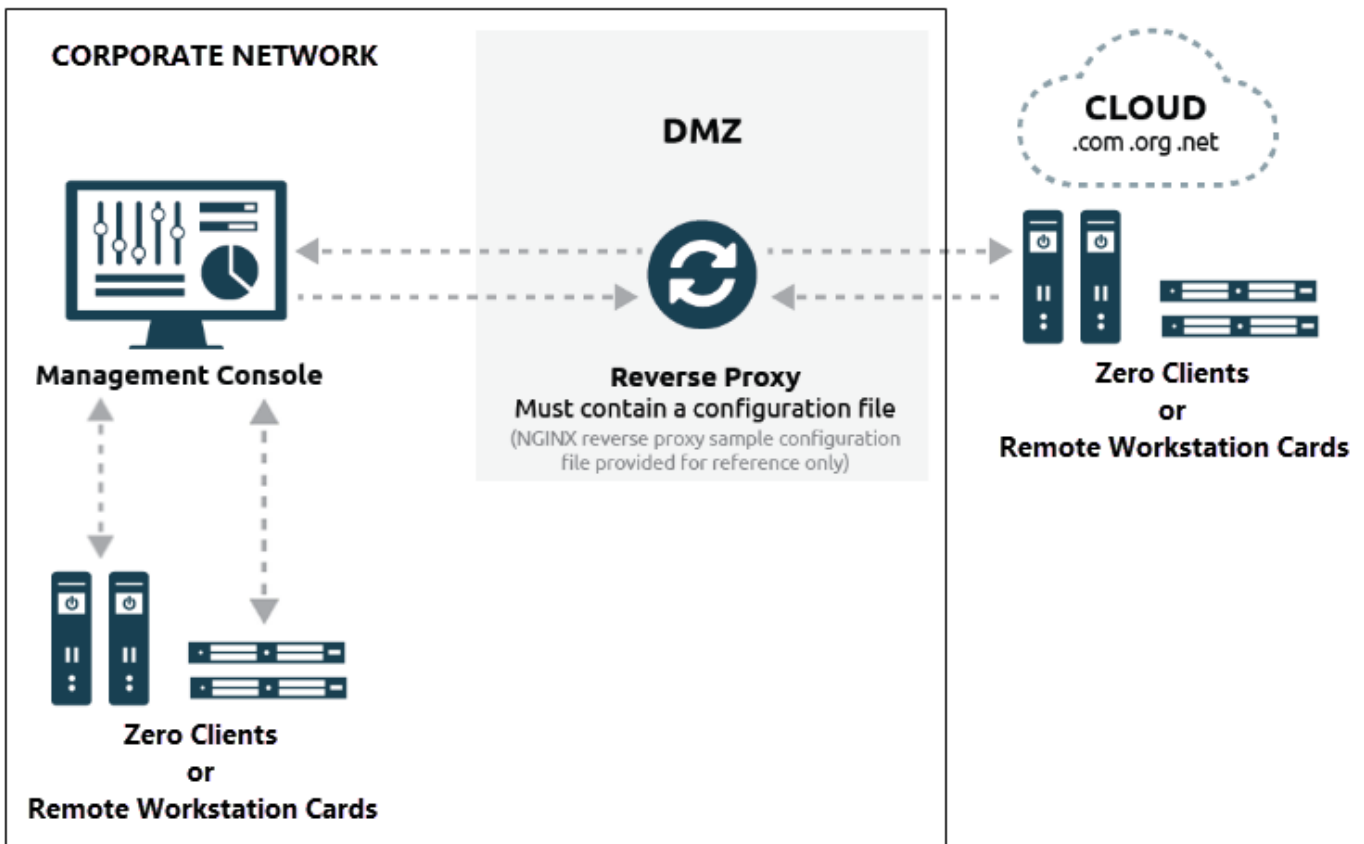 CORPORATE NETWORK
DMZ
CLOUD
.com .org .net
Management Console
Reverse Proxy
Must contain a configuration file
(NGINX reverse proxy sample configuration
file provided for reference only)
Zero Clients
or
Remote Workstation Cards
Zero Clients
or
Remote Workstation Cards